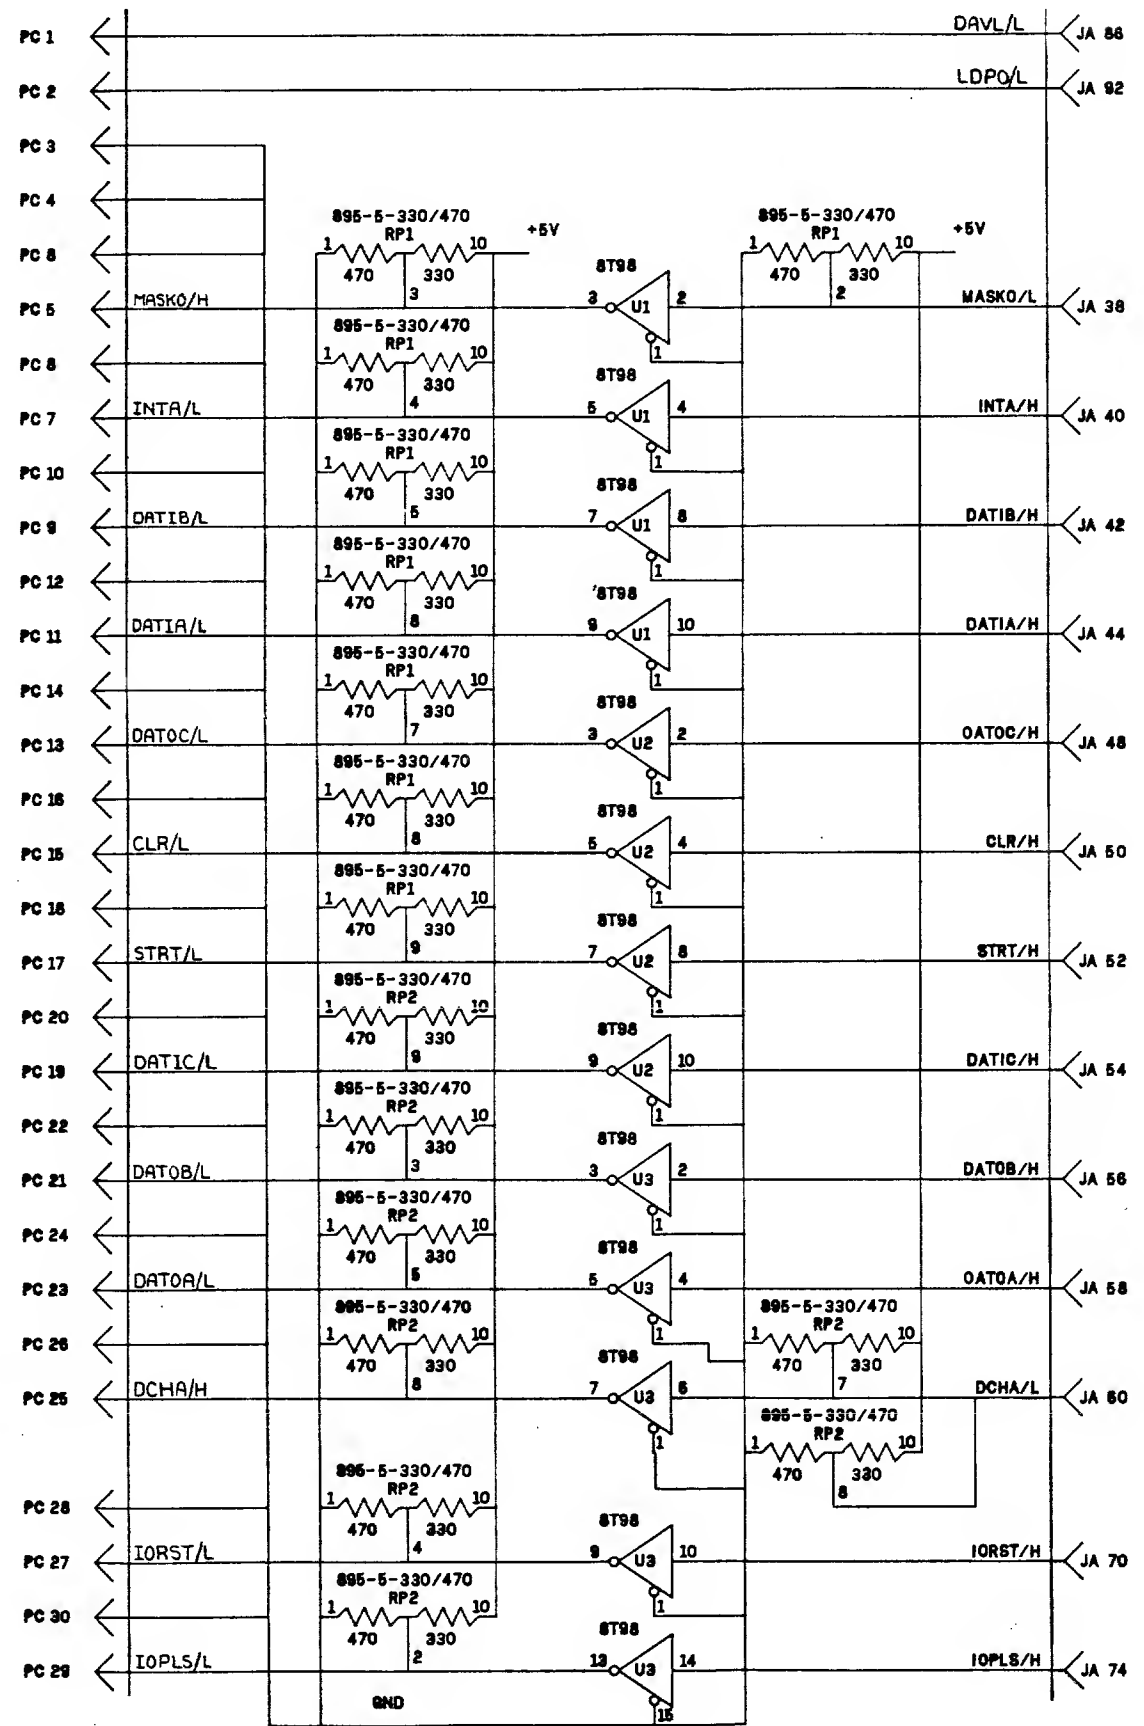 PC 1 DAVL/L JA 86
PC 2 LDPO/L JA 92
PC 3
PC 4
895-5-330/470 895-5-330/470
RP1 +5V RP1 +5V
PC 8 1 10 1 10
470 330 8T98 470 330
3 2
PC 5 MASKO/H 3 U1 2 MASKO/L JA 38
895-5-330/470
RP1 1
PC 8 1 10
470 330 8T98
4
PC 7 INTA/L 5 U1 4 INTA/H JA 40
895-5-330/470
RP1 1
PC 10 1 10
470 330 8T98
5
PC 9 DATIB/L 7 U1 8 DATIB/H JA 42
895-5-330/470
RP1 1
PC 12 1 10
470 330 8T98
8
PC 11 DATIA/L 9 U1 10 DATIA/H JA 44
895-5-330/470
RP1 1
PC 14 1 10
470 330 8T98
7
PC 13 DATOC/L 3 U2 2 OATOC/H JA 48
895-5-330/470
RP1 1
PC 16 1 10
470 330 8T98
8
PC 15 CLR/L 5 U2 4 CLR/H JA 50
895-5-330/470
RP1 1
PC 18 1 10
470 330 8T98
9
PC 17 STRT/L 7 U2 8 STRT/H JA 52
895-5-330/470
RP2 1
PC 20 1 10
470 330 8T98
9
PC 19 DATIC/L 9 U2 10 DATIC/H JA 54
895-5-330/470
RP2 1
PC 22 1 10
470 330 8T98
3
PC 21 DATOB/L 3 U3 2 DATOB/H JA 56
895-5-330/470
RP2 1
PC 24 1 10
470 330 8T98
5
PC 23 DATOA/L 5 U3 4 OATOA/H JA 58
895-5-330/470 895-5-330/470
RP2 1 RP2
PC 26 1 10 1 10
470 330 8T98 470 330
8 7
PC 25 DCHA/H 7 U3 6 DCHA/L JA 60
895-5-330/470
1 RP2
1 10
470 330
895-5-330/470 8
RP2
PC 28 1 10
470 330 8T98
4
PC 27 IORST/L 9 U3 10 IORST/H JA 70
895-5-330/470
RP2 1
PC 30 1 10
470 330 8T98
2
PC 29 IOPLS/L 13 U3 14 IOPLS/H JA 74
GND
15